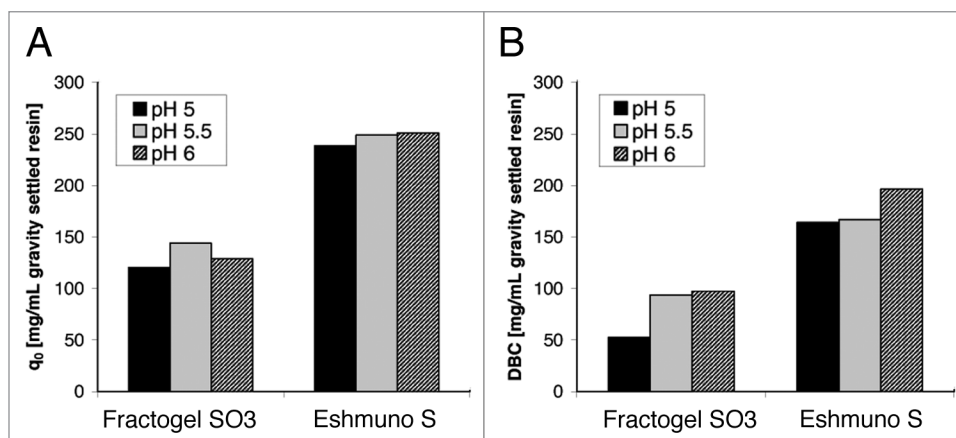 A
q0 [mg/mL gravity settled resin]
300
250
200
150
100
50
0
pH 5
pH 5.5
pH 6
Fractogel SO3
Eshmuno S
B
DBC [mg/mL gravity settled resin]
300
250
200
150
100
50
0
pH 5
pH 5.5
pH 6
Fractogel SO3
Eshmuno S